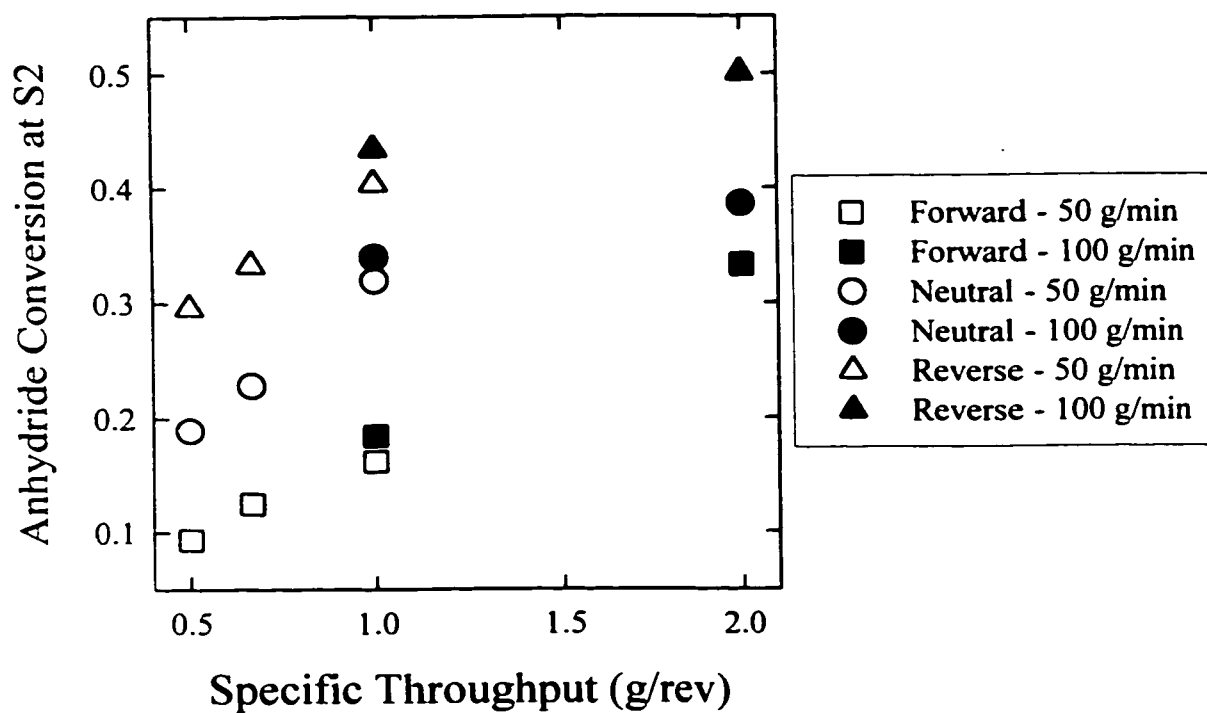 Anhydride Conversion at S2
0.5
0.4
0.3
0.2
0.1
0.5
1.0
1.5
2.0
Specific Throughput (g/rev)
Forward - 50 g/min
Forward - 100 g/min
Neutral - 50 g/min
Neutral - 100 g/min
Reverse - 50 g/min
Reverse - 100 g/min